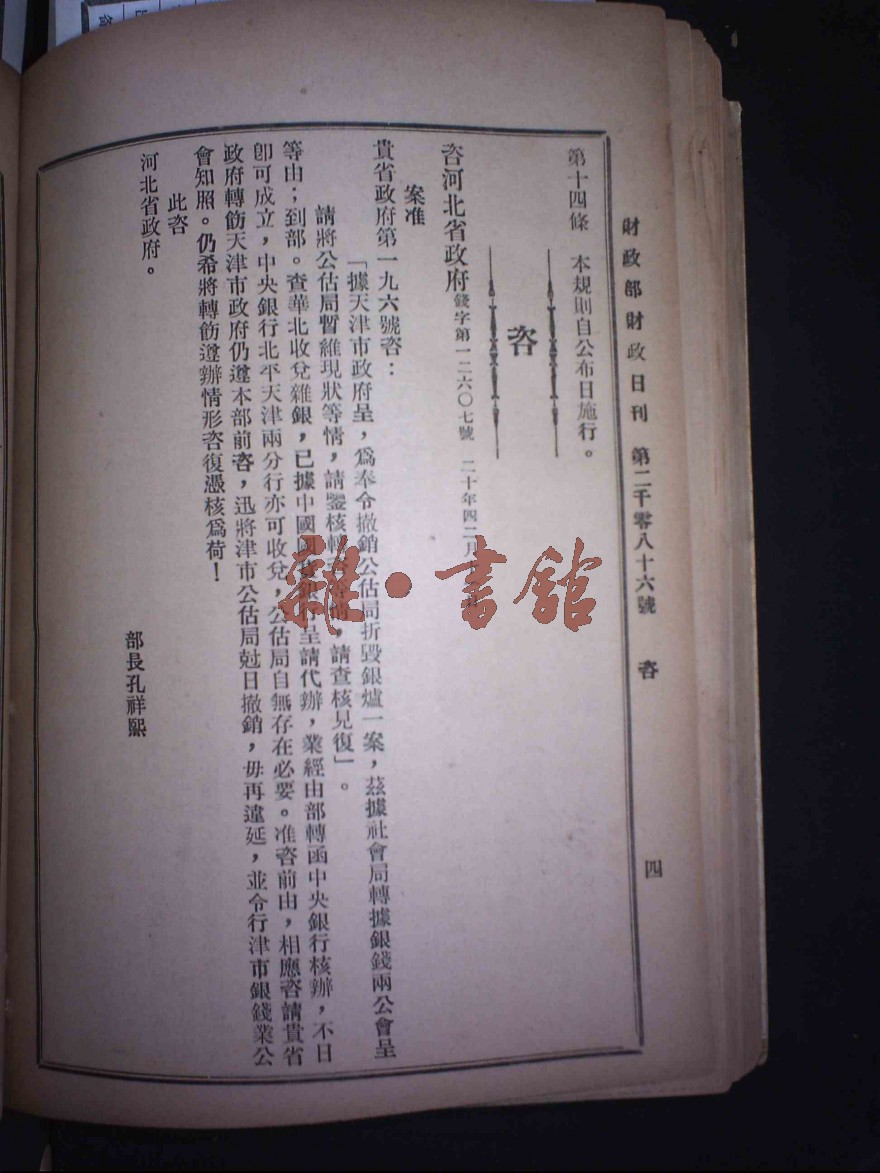 財政部財政日刊　第二千零八十六號　咨　四
第十四條　本規則自公布日施行。
咨
咨河北省政府 錢字第一二六〇七號　二十年四二月
案准
貴省政府第一九六號咨：
「據天津市政府呈，爲奉令撤銷公估局折毀銀爐一案，茲據社會局轉據銀錢兩公會呈
請將公估局暫維現狀等情，請鑒核轉，請查核見復」。
等由；到部。查華北收兌雜銀，已據中國呈請代辦，業經由部轉函中央銀行核辦，不日
卽可成立，中央銀行北平天津兩分行亦可收兌，公估局自無存在必要。准咨前由，相應咨請貴省
政府轉飭天津市政府仍遵本部前咨，迅將津市公估局尅日撤銷，毋再違延，並令行津市銀錢業公
會知照。仍希將轉飭遵辦情形咨復憑核爲荷！
此咨
河北省政府。
部長孔祥熙
雜·書館